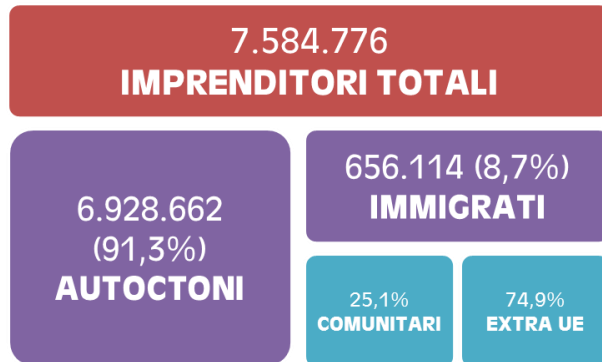 7.584.776
IMPRENDITORI TOTALI
6.928.662
(91,3%)
AUTOCTONI
656.114 (8,7%)
IMMIGRATI
25,1%
COMUNITARI
74,9%
EXTRA UE